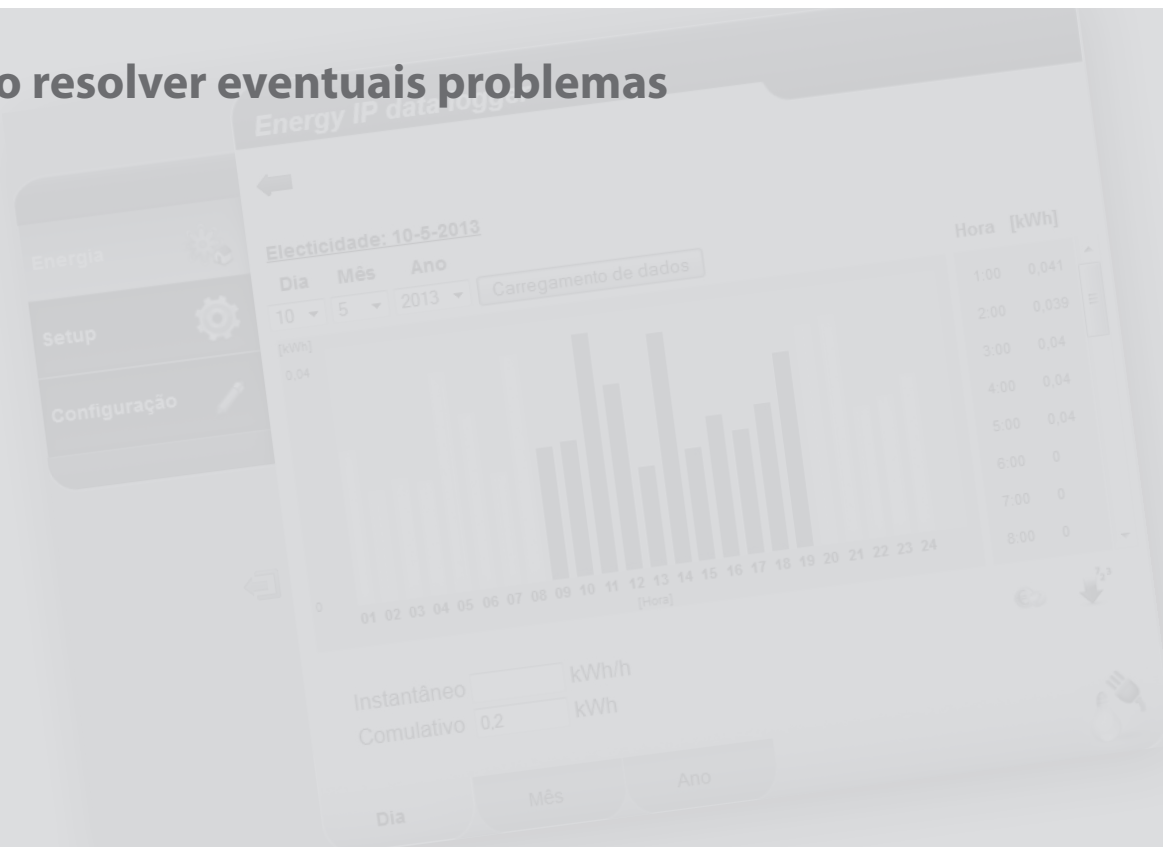 o resolver eventuais problemas
Energy IP datalogger
Energia
Setup
Configuração
Electicidade: 10-5-2013
Dia Mês Ano
10 5 2013 Carregamento de dados
[kWh]
0,04
0
01 02 03 04 05 06 07 08 09 10 11 12 13 14 15 16 17 18 19 20 21 22 23 24
[Hora]
Hora [kWh]
1:00 0,041
2:00 0,039
3:00 0,04
4:00 0,04
5:00 0,04
6:00 0
7:00 0
8:00 0
Instantâneo kWh/h
Comulativo 0,2 kWh
Dia Mês Ano